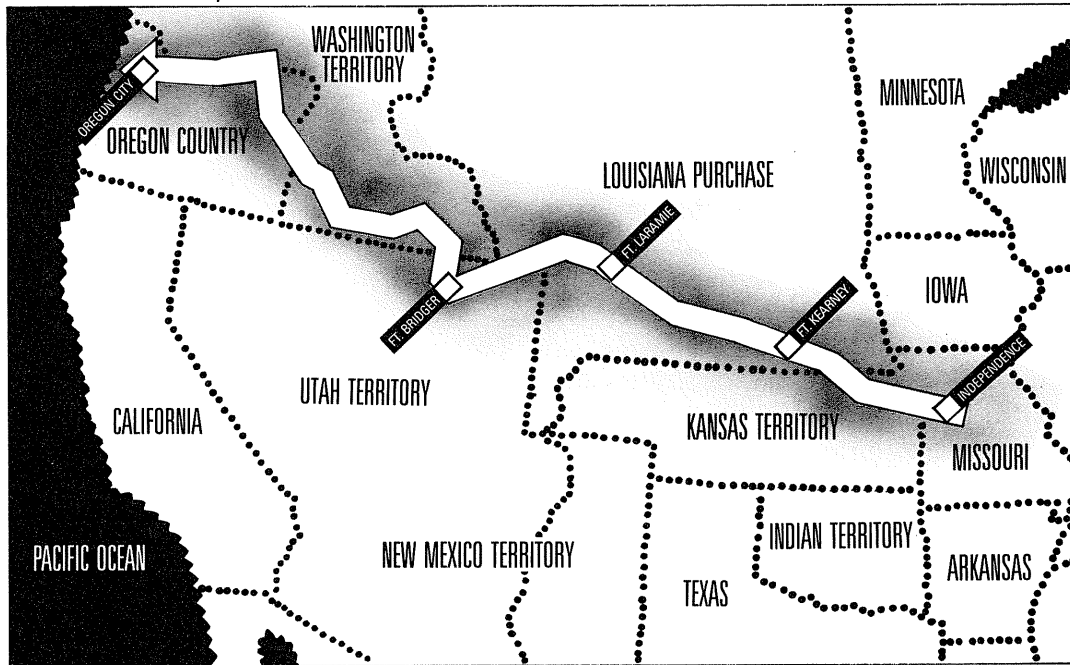 WASHINGTON
TERRITORY
OREGON CITY
OREGON COUNTRY
MINNESOTA
WISCONSIN
LOUISIANA PURCHASE
FT. LARAMIE
IOWA
FT. BRIDGER
FT. KEARNEY
INDEPENDENCE
UTAH TERRITORY
CALIFORNIA
KANSAS TERRITORY
MISSOURI
PACIFIC OCEAN
NEW MEXICO TERRITORY
INDIAN TERRITORY
TEXAS
ARKANSAS